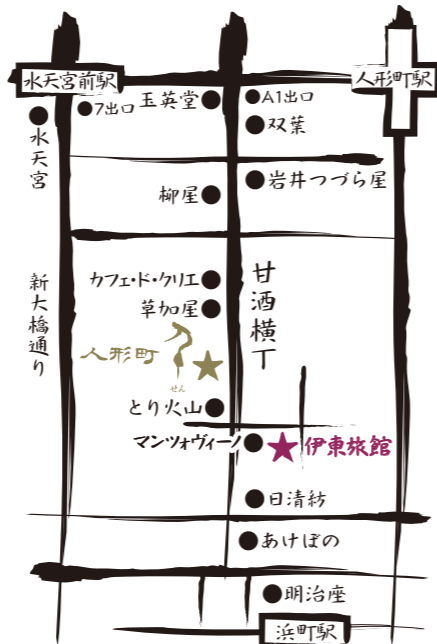 水天宮前駅
人形町駅
7出口
玉英堂
A1出口
水天宮
双葉
柳屋
岩井つづら屋
カフェ・ド・クリエ
草加屋
甘酒横丁
新大橋通り
人形町
せん
とり火山
マンツォヴィーノ
伊東旅館
日清紡
あけぼの
明治座
浜町駅